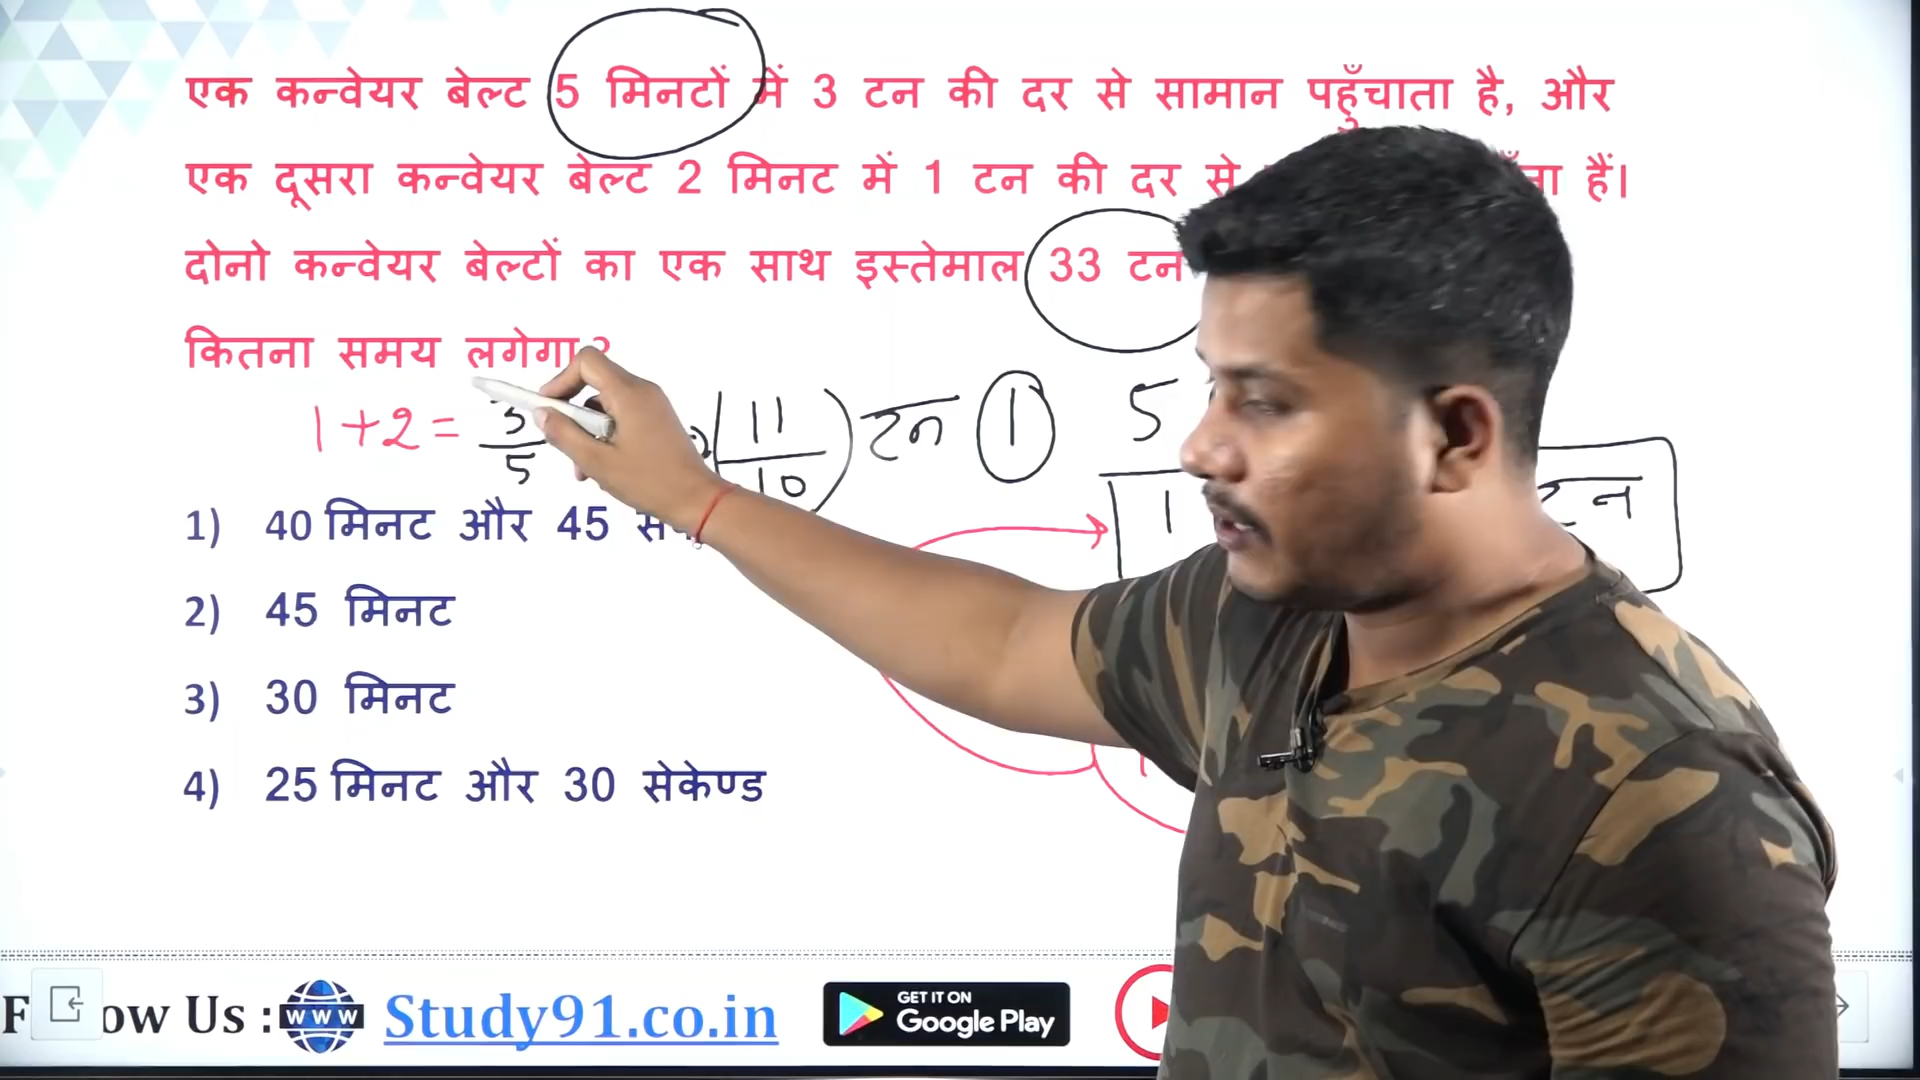 एक कन्वेयर बेल्ट 5 मिनटों में 3 टन की दर से सामान पहुँचाता है, और
एक दूसरा कन्वेयर बेल्ट 2 मिनट में 1 टन की दर से हैं।
दोनो कन्वेयर बेल्टों का एक साथ इस्तेमाल 33 टन
कितना समय लगेगा?
1+2= 3/5 11/10 टन 1 5
1 टन
1) 40 मिनट और 45
2) 45 मिनट
3) 30 मिनट
4) 25 मिनट और 30 सेकेण्ड
Follow Us : WWW Study91.co.in GET IT ON Google Play